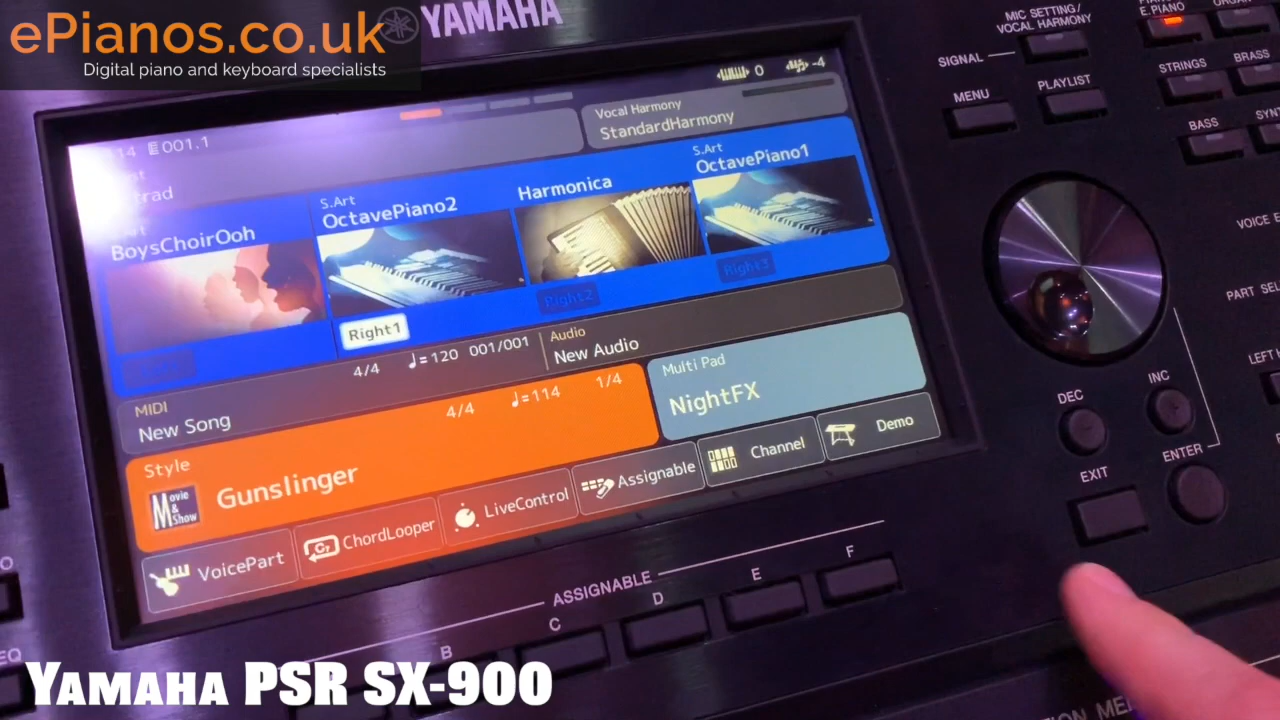 ePianos.co.uk
Digital piano and keyboard specialists
YAMAHA
MIC SETTING/
VOCAL HARMONY
E.PIANO
SIGNAL
MENU
PLAYLIST
STRINGS
BRASS
BASS
0
-4
14 001.1
Vocal Harmony
StandardHarmony
BoysChoirOoh
S.Art
OctavePiano2
Harmonica
S.Art
OctavePiano1
Right1
Right2
Right3
4/4 ♩=120 001/001
MIDI
New Song
Audio
New Audio
Style
4/4 ♩=114 1/4
Movie
&
Show
Gunslinger
Multi Pad
NightFX
VoicePart
ChordLooper
LiveControl
Assignable
Channel
Demo
DEC
INC
EXIT
ENTER
ASSIGNABLE
B
C
D
E
F
Yamaha PSR SX-900